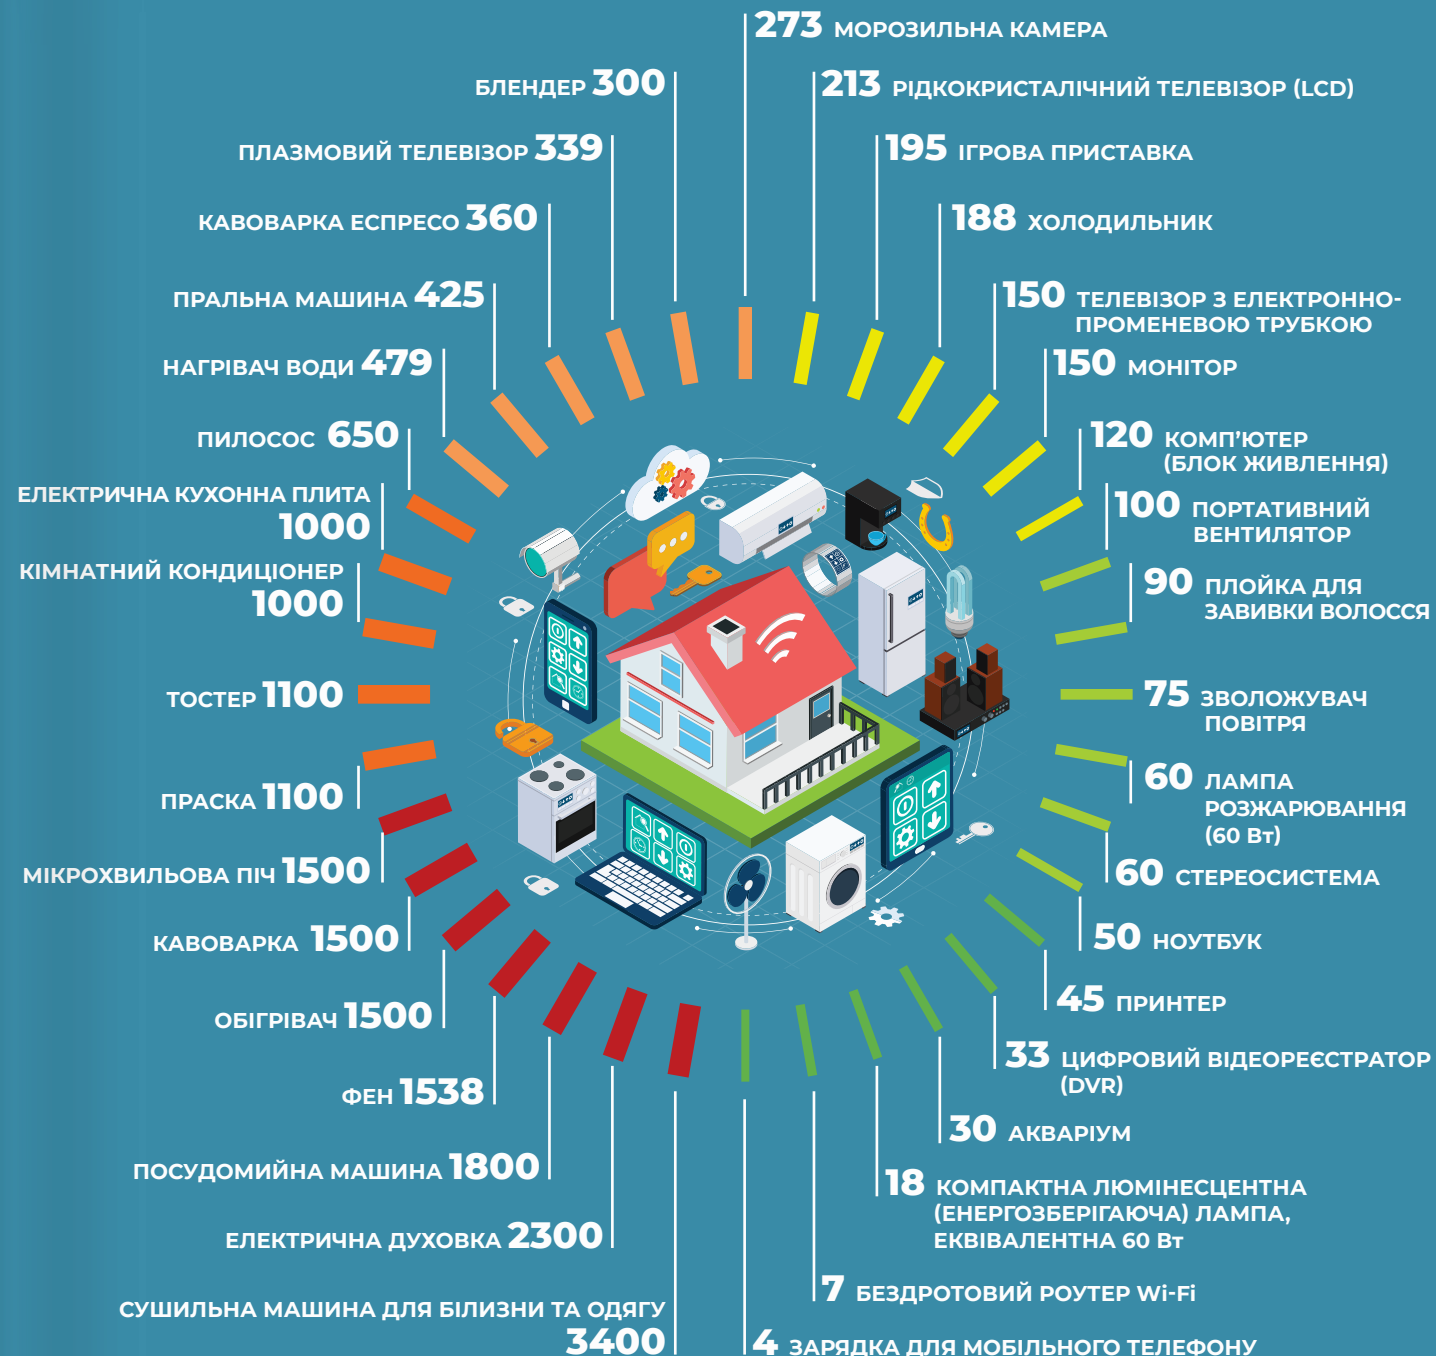 273 МОРОЗИЛЬНА КАМЕРА
213 РІДКОКРИСТАЛІЧНИЙ ТЕЛЕВІЗОР (LCD)
195 ІГРОВА ПРИСТАВКА
188 ХОЛОДИЛЬНИК
150 ТЕЛЕВІЗОР З ЕЛЕКТРОННО-
ПРОМЕНЕВОЮ ТРУБКОЮ
150 МОНІТОР
120 КОМП’ЮТЕР
(БЛОК ЖИВЛЕННЯ)
100 ПОРТАТИВНИЙ
ВЕНТИЛЯТОР
90 ПЛОЙКА ДЛЯ
ЗАВИВКИ ВОЛОССЯ
75 ЗВОЛОЖУВАЧ
ПОВІТРЯ
60 ЛАМПА
РОЗЖАРЮВАННЯ
(60 Вт)
60 СТЕРЕОСИСТЕМА
50 НОУТБУК
45 ПРИНТЕР
33 ЦИФРОВИЙ ВІДЕОРЕЄСТРАТОР
(DVR)
30 АКВАРІУМ
18 КОМПАКТНА ЛЮМІНЕСЦЕНТНА
(ЕНЕРГОЗБЕРІГАЮЧА) ЛАМПА,
ЕКВІВАЛЕНТНА 60 Вт
7 БЕЗДРОТОВИЙ РОУТЕР Wi-Fi
4 ЗАРЯДКА ДЛЯ МОБІЛЬНОГО ТЕЛЕФОНУ
БЛЕНДЕР 300
ПЛАЗМОВИЙ ТЕЛЕВІЗОР 339
КАВОВАРКА ЕСПРЕСО 360
ПРАЛЬНА МАШИНА 425
НАГРІВАЧ ВОДИ 479
ПИЛОСОС 650
ЕЛЕКТРИЧНА КУХОННА ПЛИТА
1000
КІМНАТНИЙ КОНДИЦІОНЕР
1000
ТОСТЕР 1100
ПРАСКА 1100
МІКРОХВИЛЬОВА ПІЧ 1500
КАВОВАРКА 1500
ОБІГРІВАЧ 1500
ФЕН 1538
ПОСУДОМИЙНА МАШИНА 1800
ЕЛЕКТРИЧНА ДУХОВКА 2300
СУШИЛЬНА МАШИНА ДЛЯ БІЛИЗНИ ТА ОДЯГУ
3400